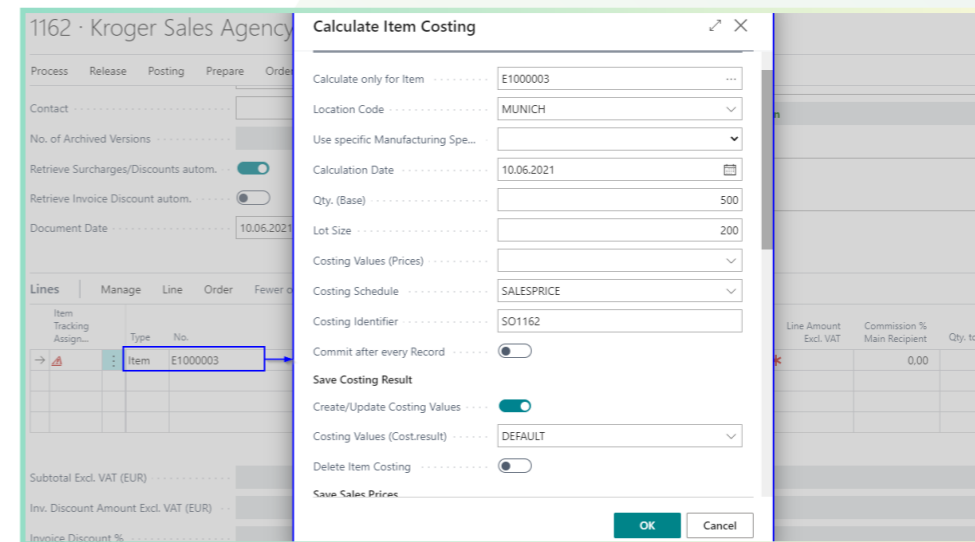 1162 · Kroger Sales Agency
Calculate Item Costing
Process Release Posting Prepare Order
Contact
No. of Archived Versions
Retrieve Surcharges/Discounts autom.
Retrieve Invoice Discount autom.
Document Date 10.06.2021
Calculate only for Item E1000003
Location Code MUNICH
Use specific Manufacturing Spe...
Calculation Date 10.06.2021
Qty. (Base) 500
Lot Size 200
Costing Values (Prices)
Costing Schedule SALESPRICE
Costing Identifier SO1162
Commit after every Record
Save Costing Result
Create/Update Costing Values
Costing Values (Cost.result) DEFAULT
Delete Item Costing
Save Sales Prices
OK Cancel
Lines Manage Line Order Fewer o
Item
Tracking
Assign... Type No.
Line Amount
Excl. VAT
Commission %
Main Recipient
Qty. to
Item E1000003 0,00
Subtotal Excl. VAT (EUR)
Inv. Discount Amount Excl. VAT (EUR)
Invoice Discount %